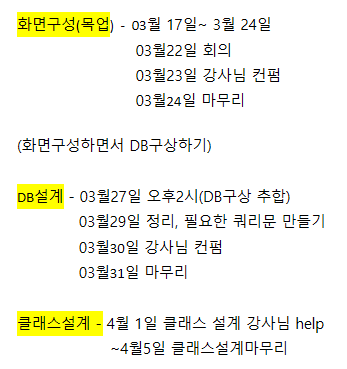 화면구성(목업) - 03월 17일~ 3월 24일
03월22일 회의
03월23일 강사님 컨펌
03월24일 마무리
(화면구성하면서 DB구상하기)
DB설계 - 03월27일 오후2시(DB구상 추합)
03월29일 정리, 필요한 쿼리문 만들기
03월30일 강사님 컨펌
03월31일 마무리
클래스설계 - 4월 1일 클래스 설계 강사님 help
~4월5일 클래스설계마무리